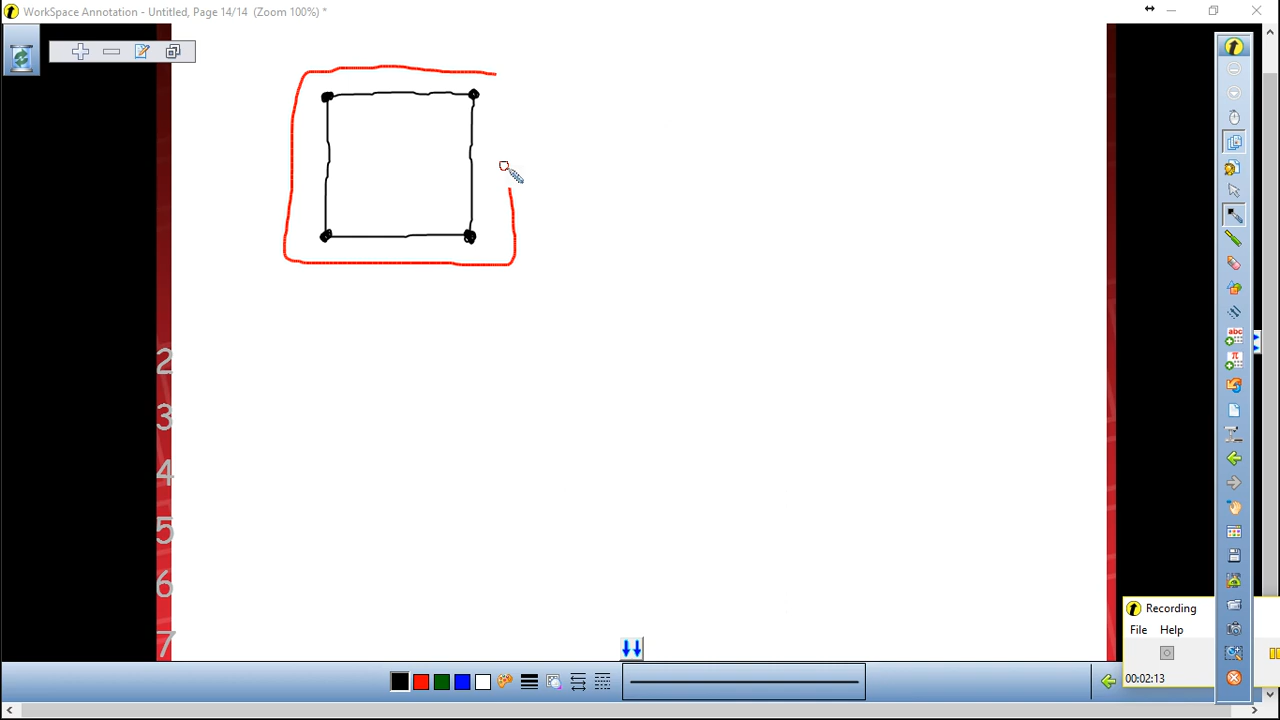 WorkSpace Annotation - Untitled, Page 14/14 (Zoom 100%) *
abc
π
2
3
4
5
6
7
Recording
File Help
00:02:13